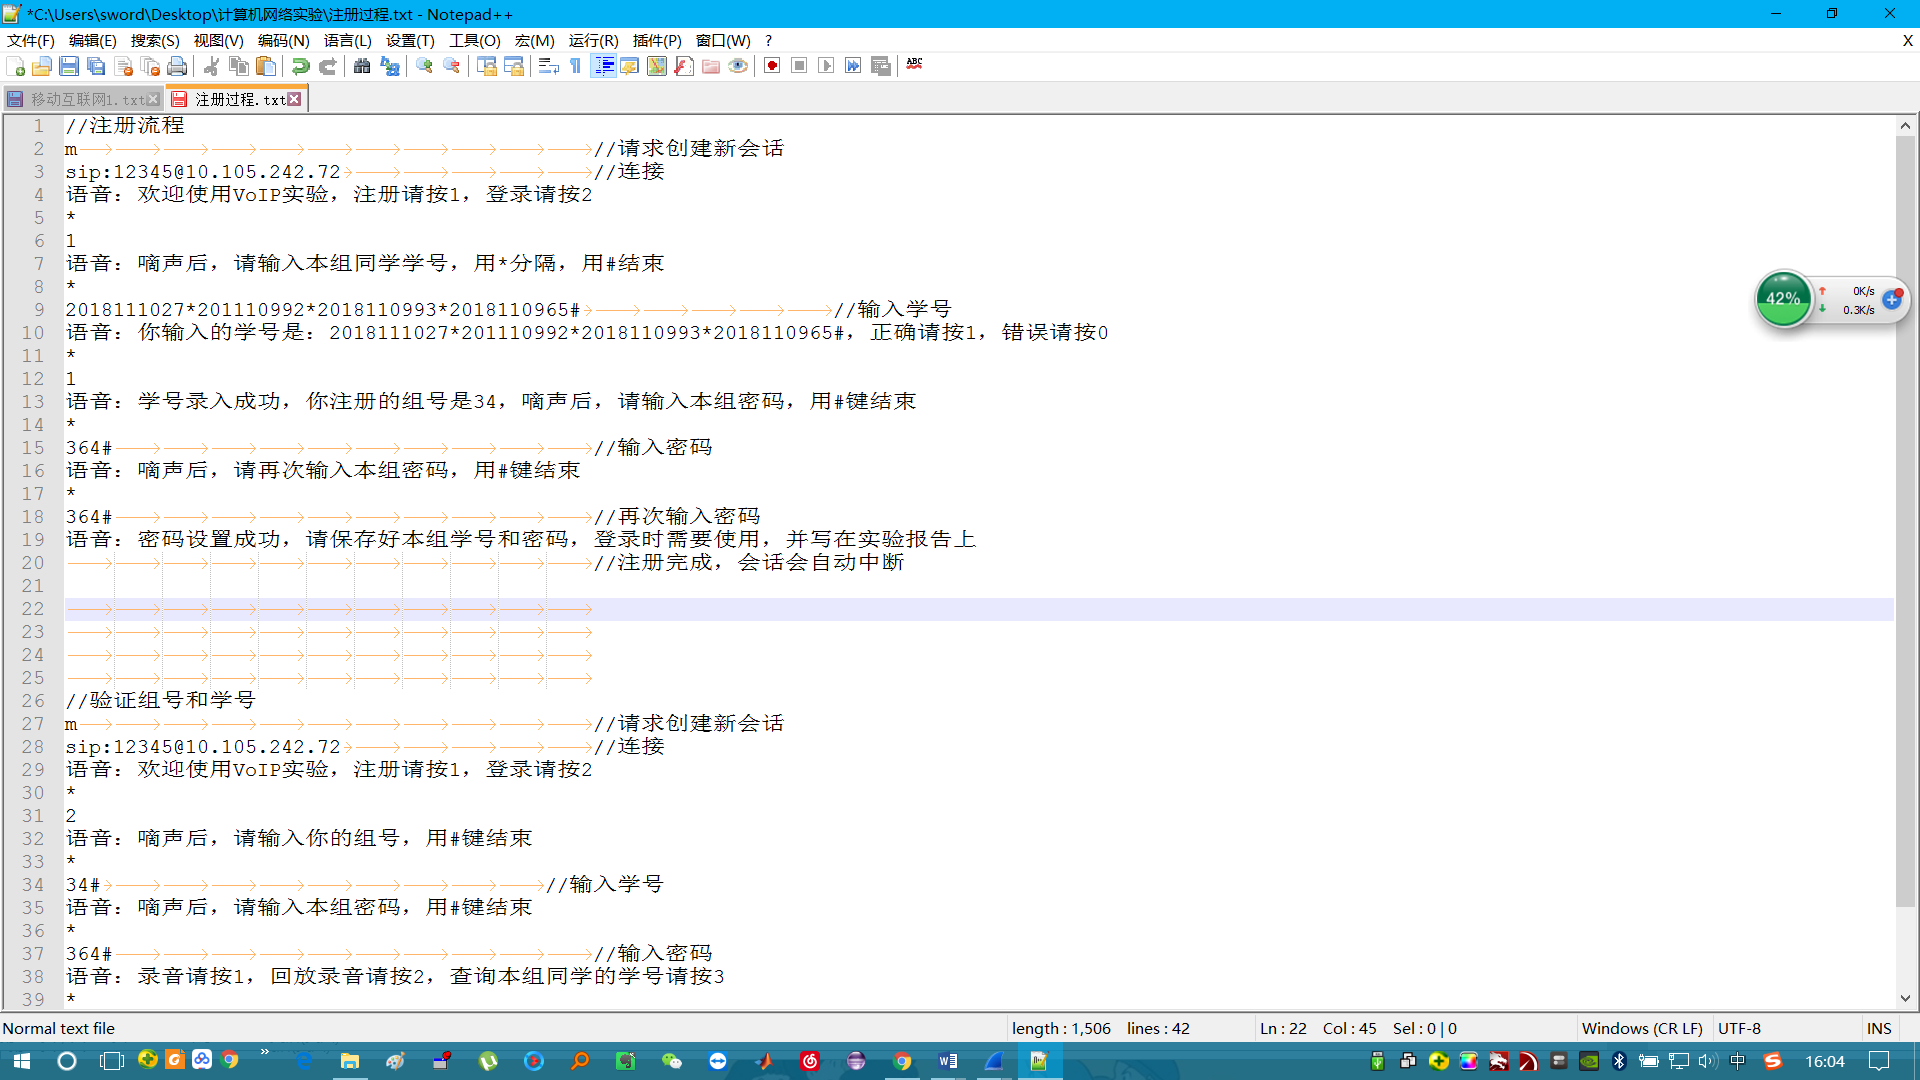 *C:\Users\sword\Desktop\计算机网络实验\注册过程.txt - Notepad++
文件(F) 编辑(E) 搜索(S) 视图(V) 编码(N) 语言(L) 设置(T) 工具(O) 宏(M) 运行(R) 插件(P) 窗口(W) ? X
ABC
移动互联网1.txt 注册过程.txt
1 //注册流程
2 m //请求创建新会话
3 sip:12345@10.105.242.72 //连接
4 语音：欢迎使用VoIP实验，注册请按1，登录请按2
5 *
6 1
7 语音：嘀声后，请输入本组同学学号，用*分隔，用#结束
8 *
9 2018111027*201110992*2018110993*2018110965# //输入学号
10 语音：你输入的学号是：2018111027*201110992*2018110993*2018110965#，正确请按1，错误请按0
11 *
12 1
13 语音：学号录入成功，你注册的组号是34，嘀声后，请输入本组密码，用#键结束
14 *
15 364# //输入密码
16 语音：嘀声后，请再次输入本组密码，用#键结束
17 *
18 364# //再次输入密码
19 语音：密码设置成功，请保存好本组学号和密码，登录时需要使用，并写在实验报告上
20 //注册完成，会话会自动中断
21
22
23
24
25
26 //验证组号和学号
27 m //请求创建新会话
28 sip:12345@10.105.242.72 //连接
29 语音：欢迎使用VoIP实验，注册请按1，登录请按2
30 *
31 2
32 语音：嘀声后，请输入你的组号，用#键结束
33 *
34 34# //输入学号
35 语音：嘀声后，请输入本组密码，用#键结束
36 *
37 364# //输入密码
38 语音：录音请按1，回放录音请按2，查询本组同学的学号请按3
39 *
42% 0K/s
0.3K/s
Normal text file length : 1,506 lines : 42 Ln : 22 Col : 45 Sel : 0 | 0 Windows (CR LF) UTF-8 INS
中 16:04